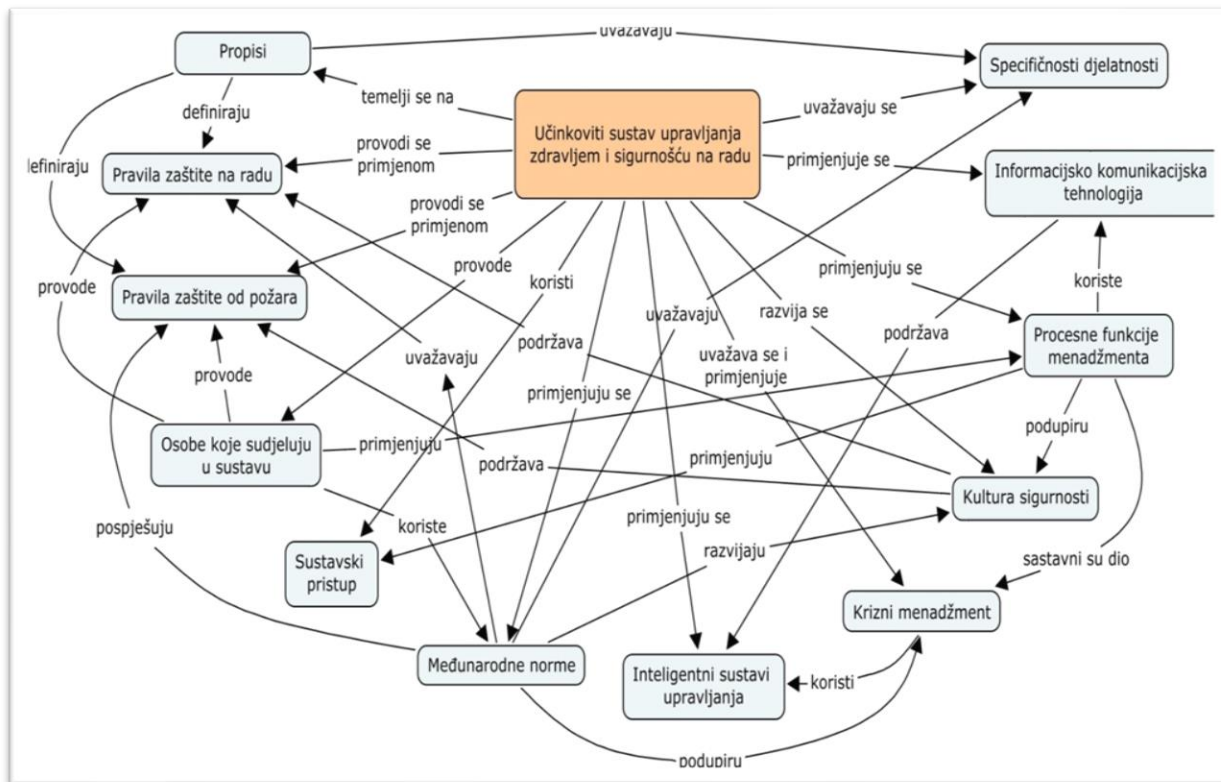 uvažavaju
Propisi
Specifičnosti djelatnosti
temelji se na
uvažavaju se
definiraju
Učinkoviti sustav upravljanja
zdravljem i sigurnošću na radu
provodi se
primjenom
primjenjuje se
Informacijsko komunikacijska
tehnologija
efiniraju
Pravila zaštite na radu
provodi se
primjenom
provode
koristi
primjenjuju se
koriste
provode
Pravila zaštite od požara
uvažavaju
razvija se
podržava
Procesne funkcije
menadžmenta
uvažavaju
podržava
uvažava se i
primjenjuje
provode
primjenjuju se
podupiru
Osobe koje sudjeluju
u sustavu
primjenjuju
podržava
primjenjuju
Kultura sigurnosti
pospješuju
koriste
primjenjuju se
razvijaju
sastavni su dio
Sustavski
pristup
Krizni menadžment
Međunarodne norme
Inteligentni sustavi
upravljanja
koristi
podupiru